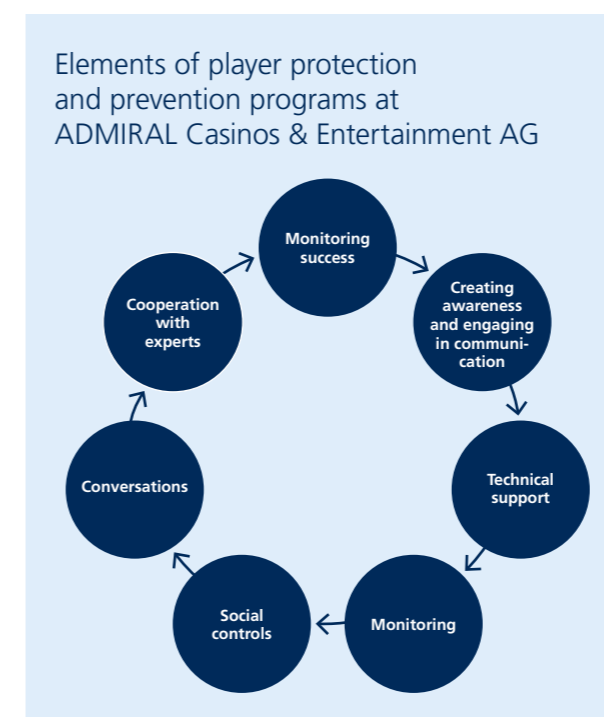 Elements of player protection
and prevention programs at
ADMIRAL Casinos & Entertainment AG
Monitoring
success
Creating
awareness
and engaging
in communi-
cation
Technical
support
Monitoring
Social
controls
Conversations
Cooperation
with
experts